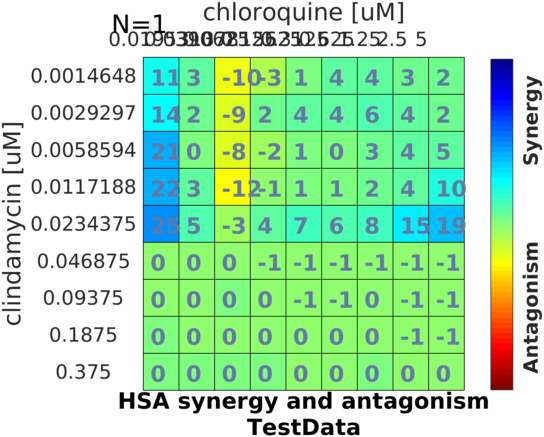 chloroquine [uM]
N=1
2.5 5
0.0014648 11 3 -10 -3 1 4 4 3 2
0.0029297 14 2 -9 2 4 4 6 4 2
0.0058594 21 0 -8 -2 1 0 3 4 5
0.0117188 22 3 -12 -1 1 1 2 4 10
0.0234375 25 5 -3 4 7 6 8 15 19
0.046875 0 0 0 -1 -1 -1 -1 -1 -1
0.09375 0 0 0 0 -1 -1 0 -1 -1
0.1875 0 0 0 0 0 0 0 -1 -1
0.375 0 0 0 0 0 0 0 0 0
clindamycin [uM]
Synergy
Antagonism
HSA synergy and antagonism
TestData